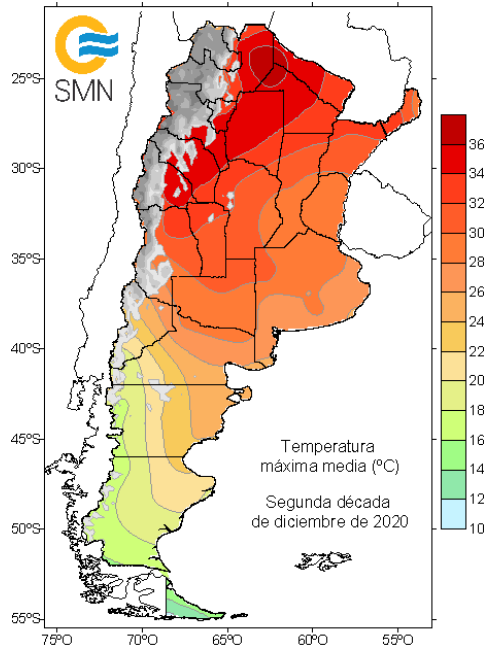 SMN
25ºS
30ºS
35ºS
40ºS
45ºS
50ºS
55ºS
75ºO
70ºO
65ºO
60ºO
55ºO
36
34
32
30
28
26
24
22
20
18
16
14
12
10
Temperatura
máxima media (ºC)
Segunda década
de diciembre de 2020